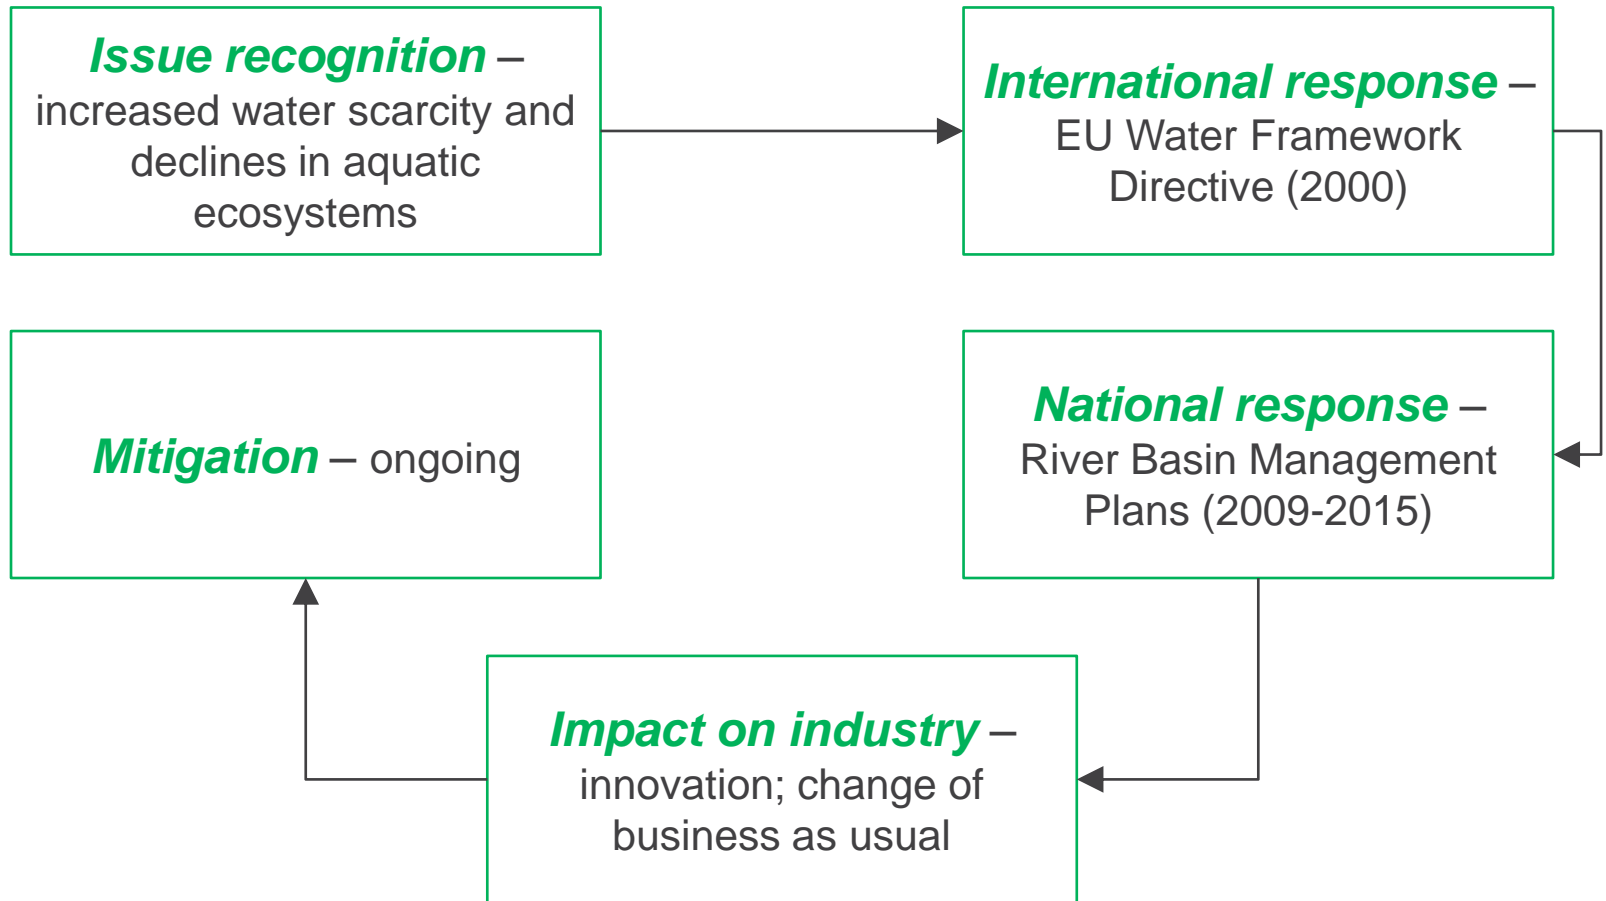 Issue recognition –
increased water scarcity and
declines in aquatic
ecosystems
International response –
EU Water Framework
Directive (2000)
National response –
River Basin Management
Plans (2009-2015)
Impact on industry –
innovation; change of
business as usual
Mitigation – ongoing